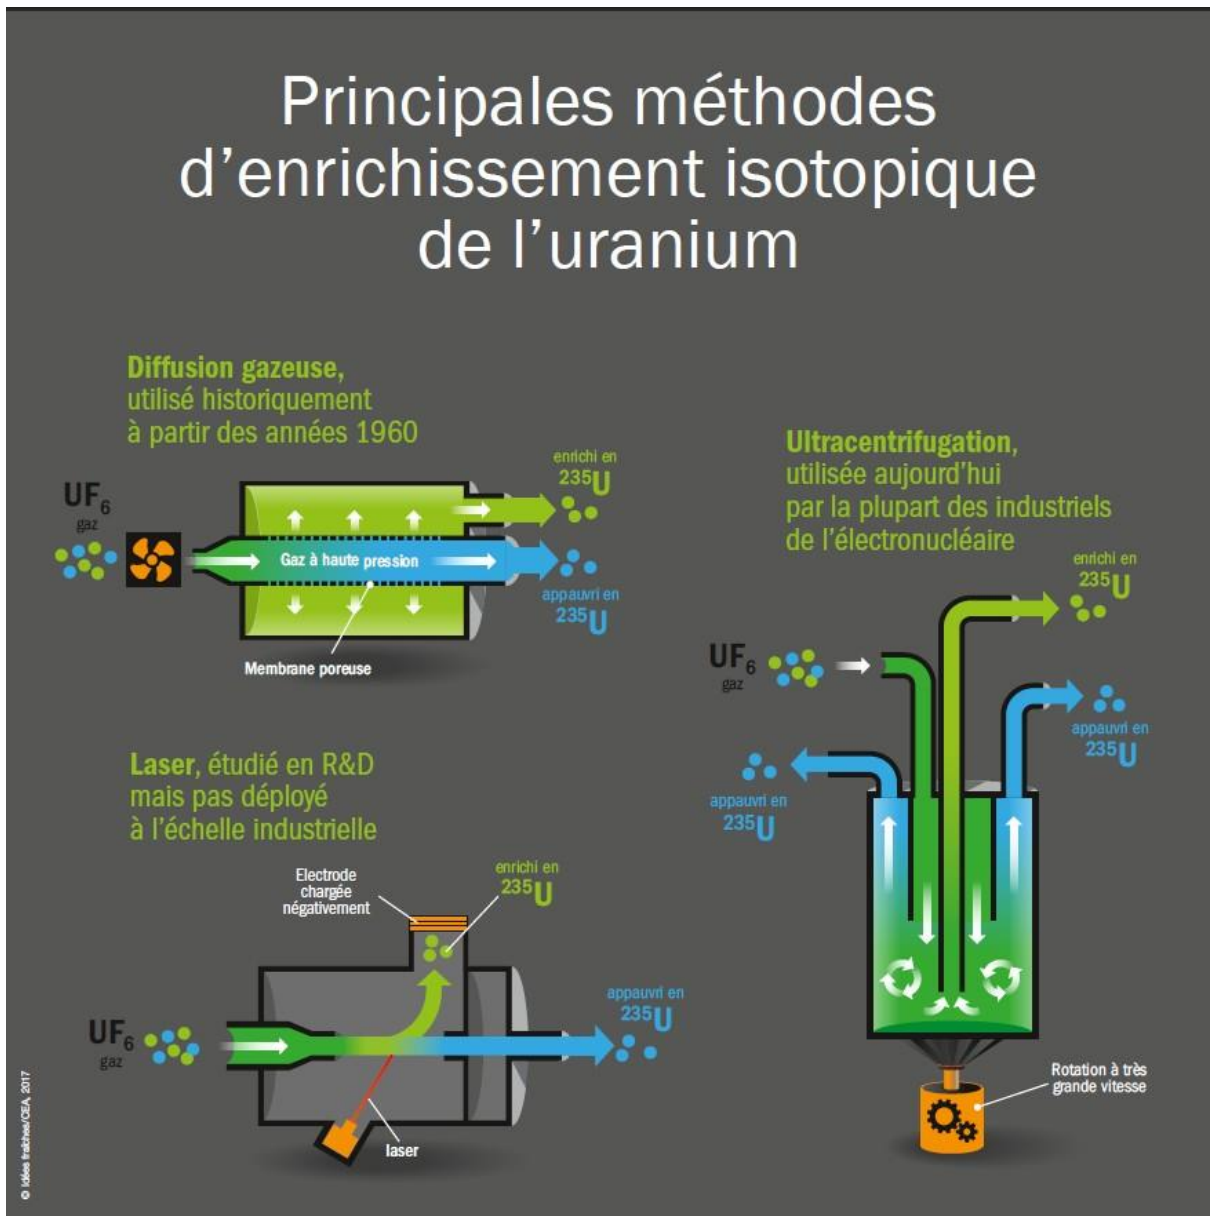 Principales méthodes
d'enrichissement isotopique
de l'uranium
Diffusion gazeuse,
utilisé historiquement
à partir des années 1960
UF6
gaz
Gaz à haute pression
Membrane poreuse
enrichi en
235U
appauvri en
235U
Ultracentrifugation,
utilisée aujourd'hui
par la plupart des industriels
de l'électronucléaire
enrichi en
235U
UF6
gaz
appauvri en
235U
appauvri en
235U
Rotation à très
grande vitesse
Laser, étudié en R&D
mais pas déployé
à l'échelle industrielle
Electrode
chargée
négativement
enrichi en
235U
UF6
gaz
appauvri en
235U
laser
© Idées fraîches/CEA, 2017